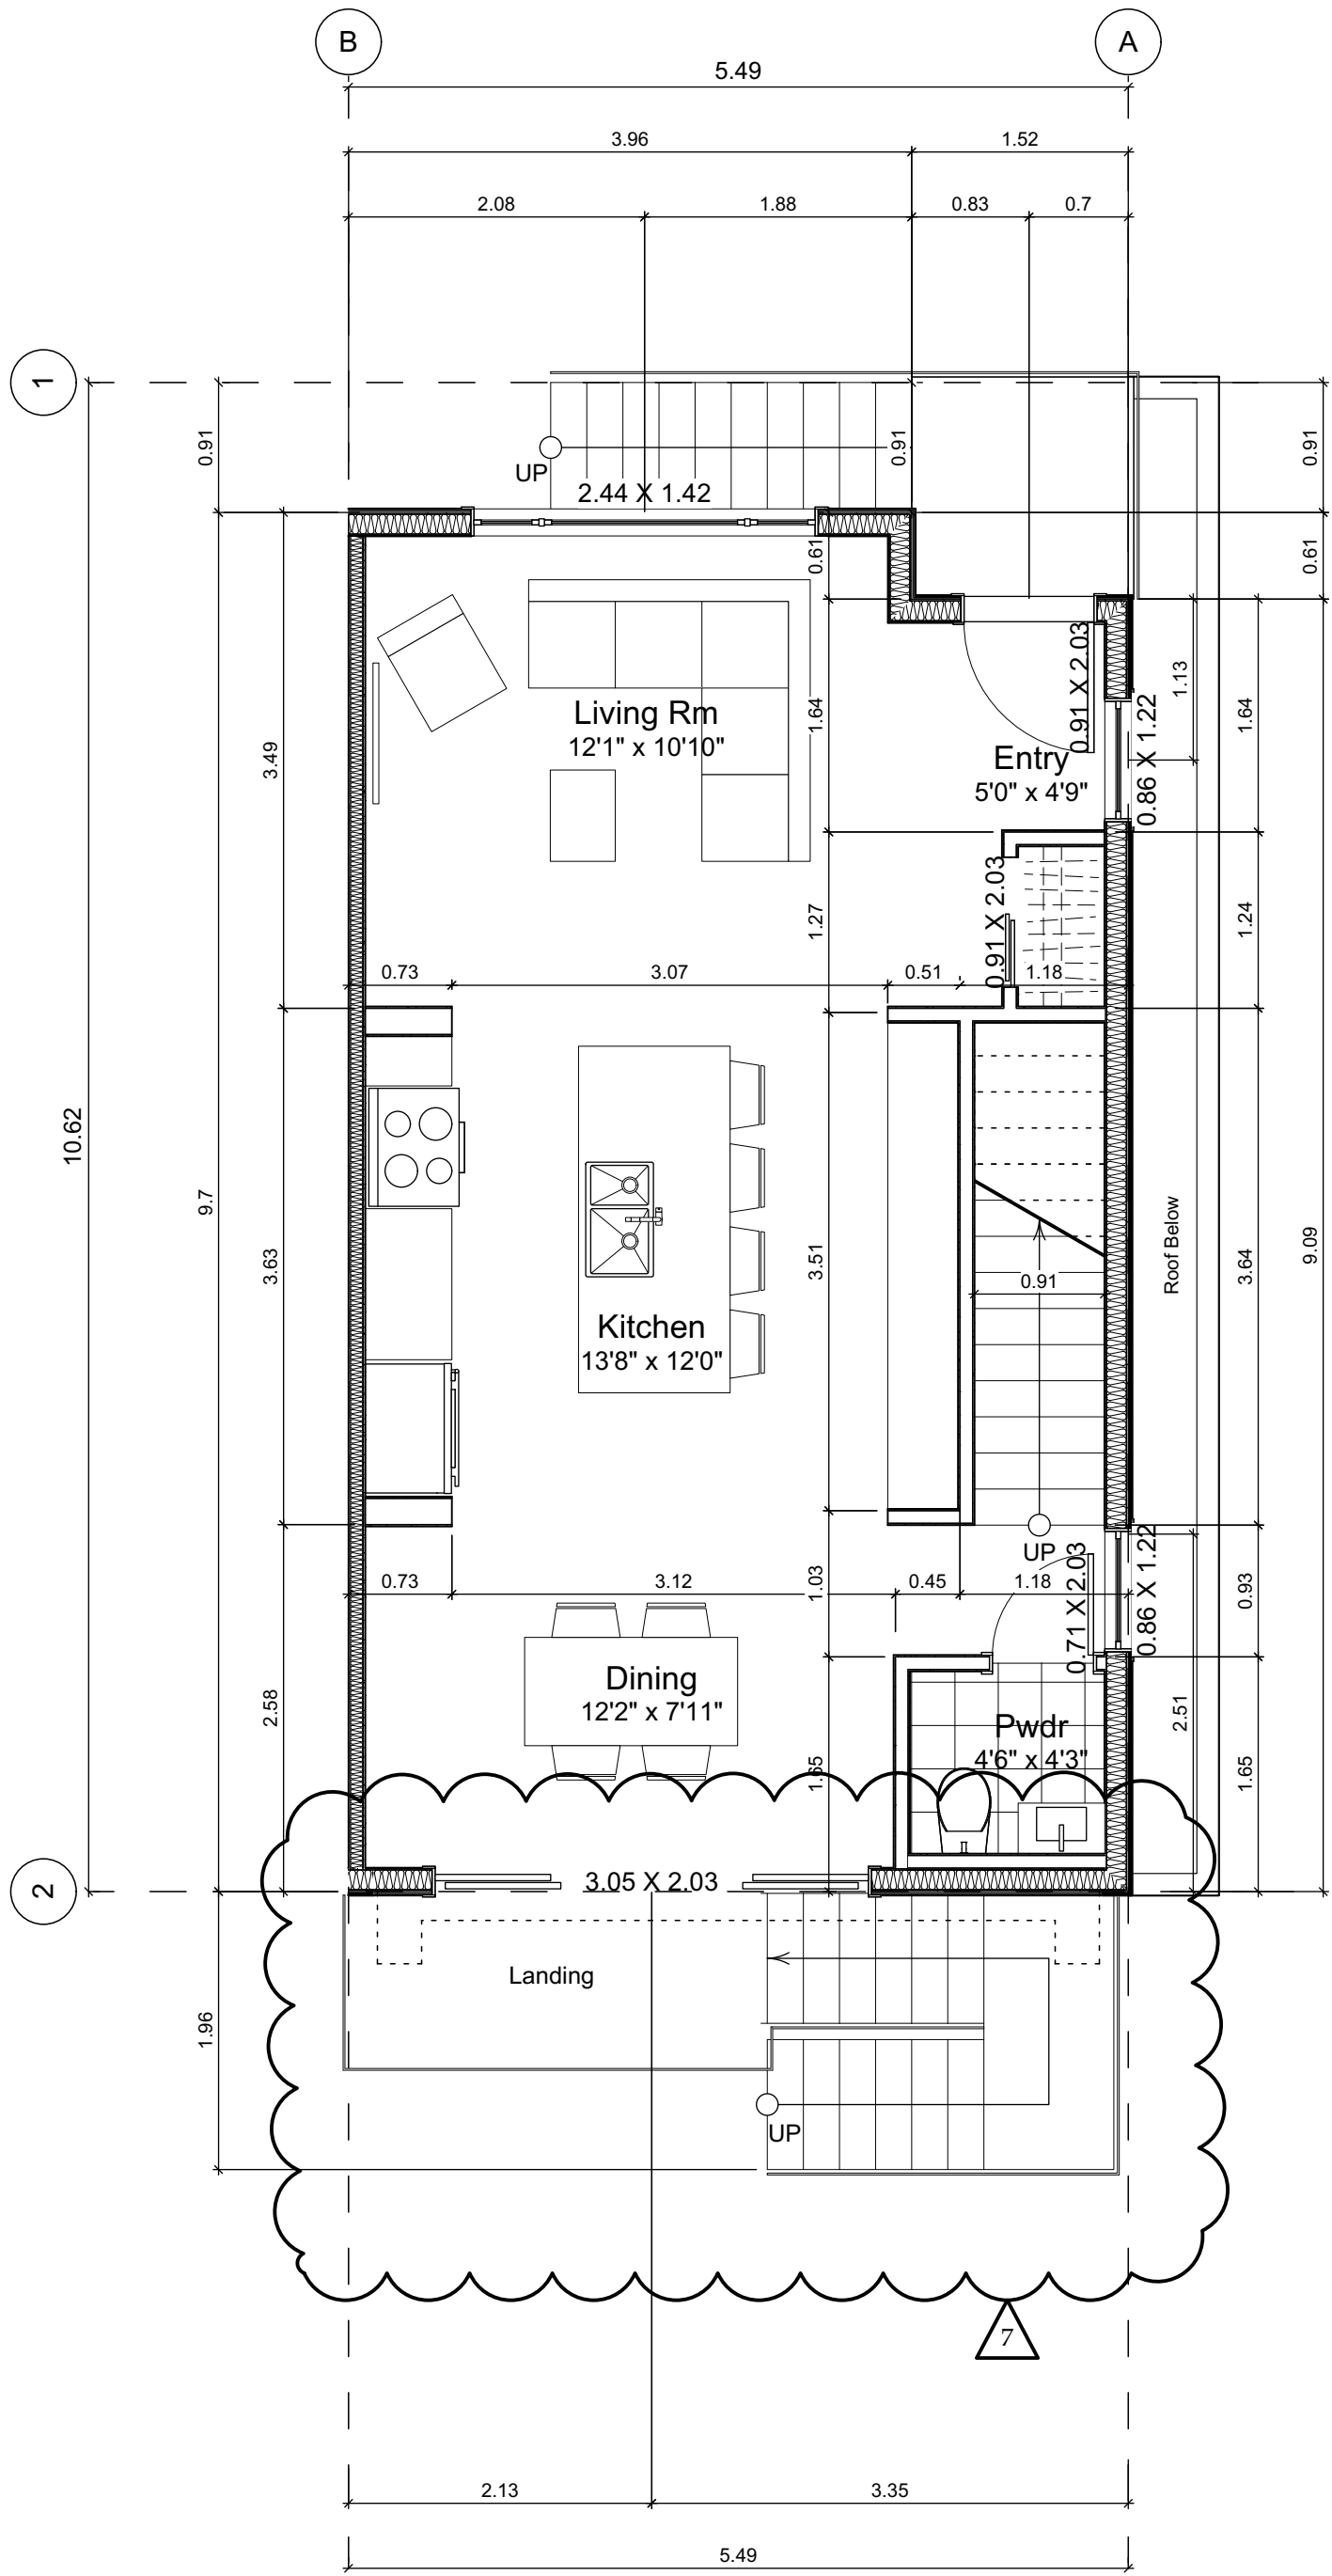 B
A
5.49
3.96
1.52
2.08
1.88
0.83
0.7
1
0.91
0.91
0.91
UP
2.44 X 1.42
0.61
0.61
0.91 X 2.03
1.13
Living Rm
12'1" x 10'10"
1.64
1.64
Entry
5'0" x 4'9"
0.86 X 1.22
3.49
0.91 X 2.03
1.27
1.24
0.73
3.07
0.51
1.18
10.62
9.7
3.63
3.51
0.91
Roof Below
3.64
9.09
Kitchen
13'8" x 12'0"
UP
0.73
3.12
1.03
0.45
1.18
0.71 X 2.03
0.86 X 1.22
0.93
Dining
12'2" x 7'11"
2.58
Pwdr
4'6" x 4'3"
1.65
2.51
1.65
2
3.05 X 2.03
Landing
1.96
UP
7
2.13
3.35
5.49